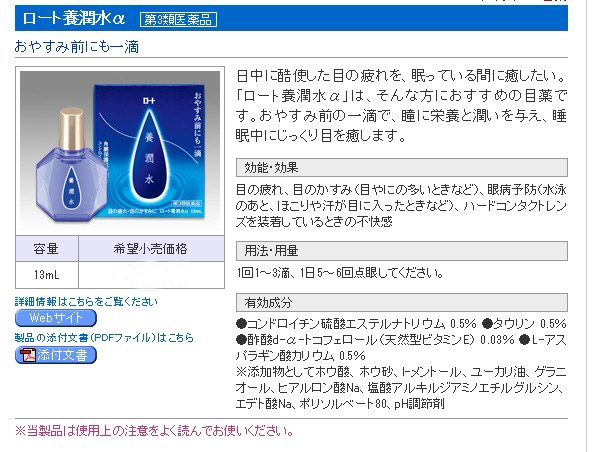 ロート養潤水α 第3類医薬品
おやすみ前にも一滴
ロート
養潤水
おやすみ前にも一滴
養潤水
第3類医薬品
目の疲れ・目のかすみに ロート養潤水α 13mL
容量 希望小売価格
13mL
詳細情報はこちらをご覧ください
Webサイト
製品の添付文書(PDFファイル)はこちら
添付文書
日中に酷使した目の疲れを、眠っている間に癒したい。
「ロート養潤水α」は、そんな方におすすめの目薬で
す。おやすみ前の一滴で、瞳に栄養と潤いを与え、睡
眠中にじっくり目を癒します。
効能・効果
目の疲れ、目のかすみ(目やにの多いときなど)、眼病予防(水泳
のあと、ほこりや汗が目に入ったときなど)、ハードコンタクトレン
ズを装着しているときの不快感
用法・用量
1回1~3滴、1日5~6回点眼してください。
有効成分
●コンドロイチン硫酸エステルナトリウム 0.5% ●タウリン 0.5%
●酢酸d-α-トコフェロール(天然型ビタミンE) 0.03% ●L-アス
パラギン酸カリウム 0.5%
※添加物としてホウ酸、ホウ砂、l-メントール、ユーカリ油、ゲラニ
オール、ヒアルロン酸Na、塩酸アルキルジアミノエチルグリシン、
エデト酸Na、ポリソルベート80、pH調節剤
※当製品は使用上の注意をよく読んでお使いください。